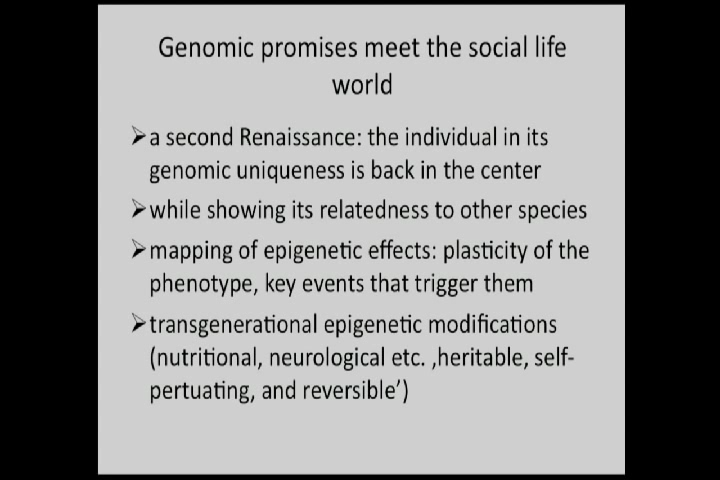 Genomic promises meet the social life
world
➢a second Renaissance: the individual in its
genomic uniqueness is back in the center
➢while showing its relatedness to other species
➢mapping of epigenetic effects: plasticity of the
phenotype, key events that trigger them
➢transgenerational epigenetic modifications
(nutritional, neurological etc. ,heritable, self-
pertuating, and reversible’)